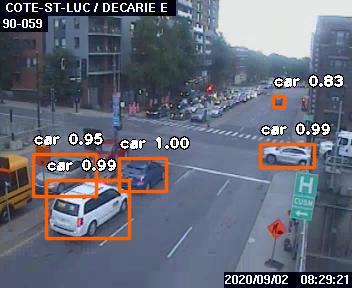 COTE-ST-LUC / DECARIE E
90-059
car 0.83
car 0.95
car 1.00
car 0.99
car 0.99
H
CUSM
2020/09/02 08:29:21